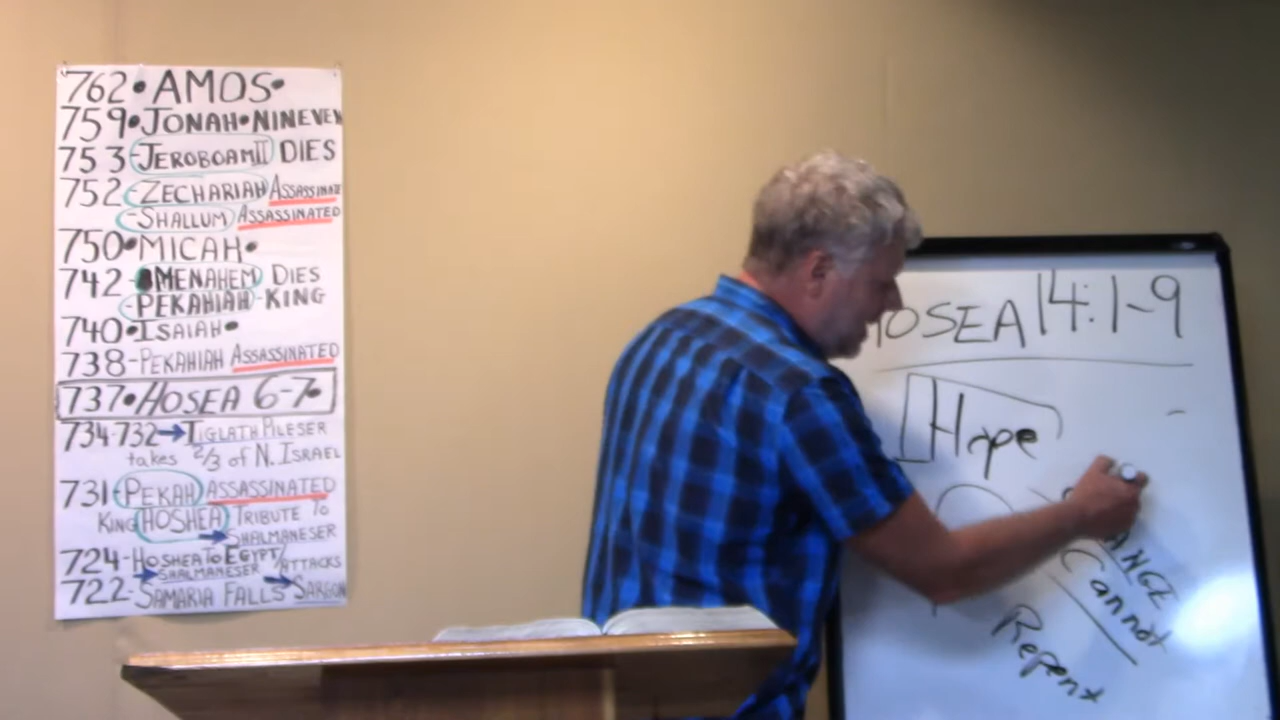 762•AMOS•
759•JONAH•NINEVEH
753-JEROBOAM II DIES
752-ZECHARIAH ASSASSINATE
-SHALLUM ASSASSINATED
750•MICAH•
742-MENAHEM DIES
-PEKAHIAH-KING
740•ISAIAH•
738-PEKAHIAH ASSASSINATED
737•HOSEA 6-7•
734-732→TIGLATH PILESER
takes 2/3 of N. ISRAEL
731-PEKAH ASSASSINATED
KING HOSHEA TRIBUTE TO
→SHALMANESER
724-HOSHEA TO EGYPT/
→SHALMANESER ATTACKS
722-SAMARIA FALLS→SARGON
HOSEA 14:1-9
Hope
Cannot
Repent